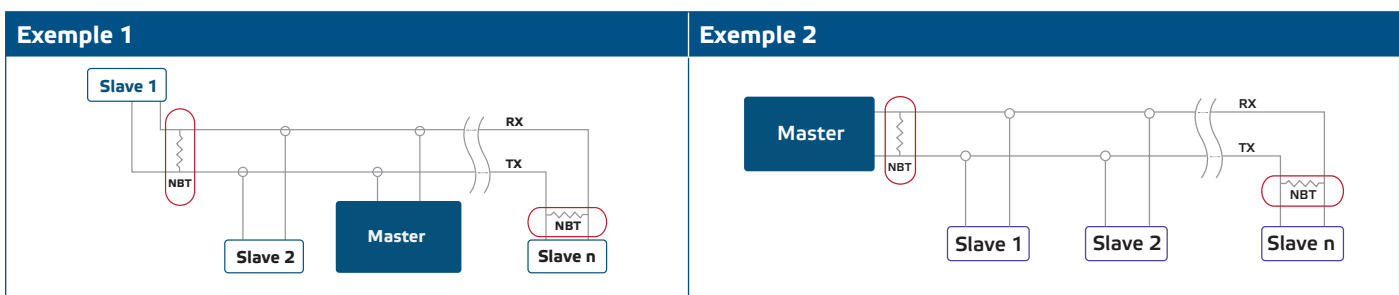 Exemple 1
Slave 1
RX
TX
NBT
Slave 2
Master
NBT
Slave n
Exemple 2
Master
RX
TX
NBT
NBT
Slave 1
Slave 2
Slave n